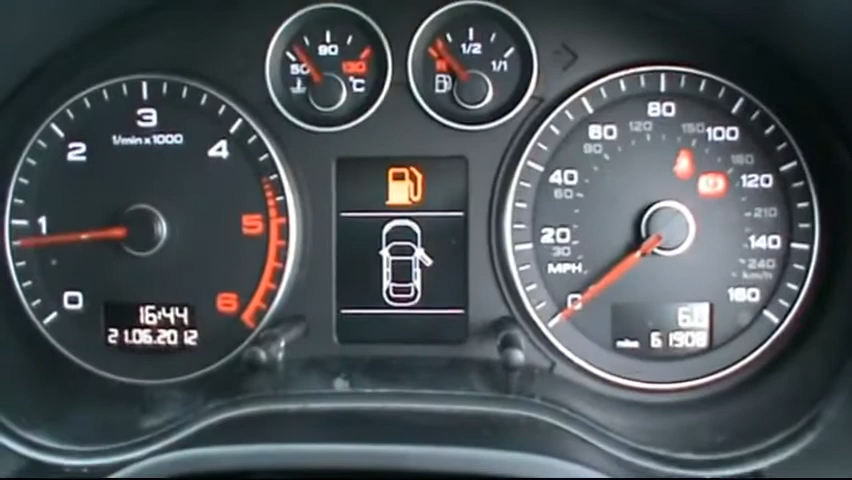 50 90 130
°C
R 1/2 1/1
0 1 2 3 4 5 6
1/min x 1000
16:44
21.06.2012
0 20 40 60 80 100 120 140 160
30 60 90 120 150 180 210 240
MPH
km/h
6.0
miles 61908